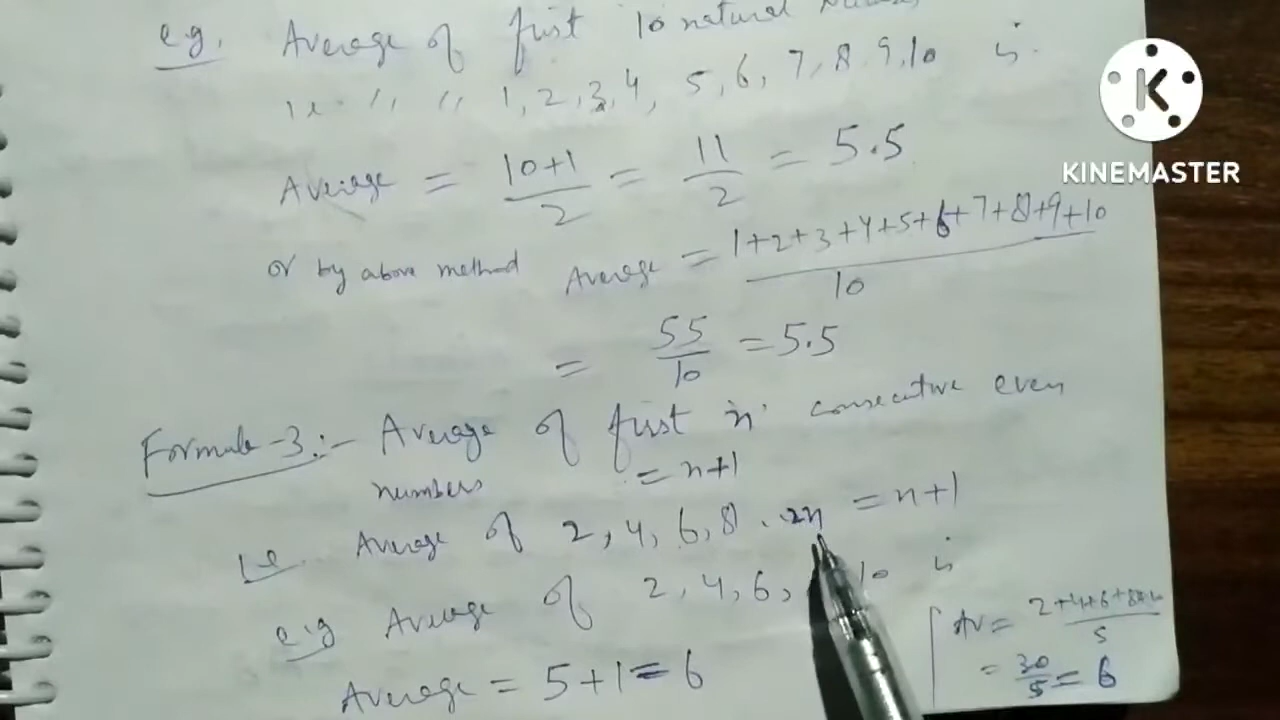 e.g. Average of first 10 natural
i.e. " " 1, 2, 3, 4, 5, 6, 7, 8, 9, 10 is
KINEMASTER
Average = 10+1/2 = 11/2 = 5.5
or by above method Average = 1+2+3+4+5+6+7+8+9+10/10
= 55/10 = 5.5
Formula-3:- Average of first 'n' consecutive even
numbers = n+1
i.e. Average of 2, 4, 6, 8 . . 2n = n+1
e.g Average of 2, 4, 6, 10 is
Average = 5+1 = 6
Av = 2+4+6+8+10/5
= 30/5 = 6